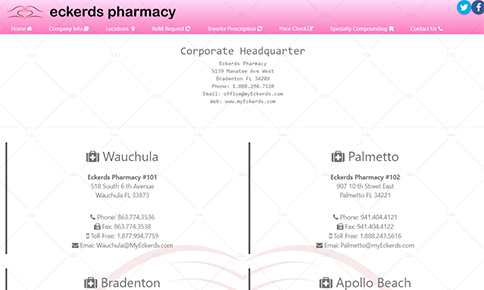 eckerds pharmacy
Home Company Info Locations Refill Request Transfer Prescription Price Check Specialty Compounding Contact Us
Corporate Headquarter
Eckerds Pharmacy
5139 Manatee Ave West
Bradenton Fl 34209
Phone: 1.888.294.7120
Email: office@myEckerds.com
Web: www.myEckerds.com
Wauchula
Eckerds Pharmacy #101
518 South 6 th Avenue
Wauchula FL 33873
Phone: 863.774.3536
Fax: 863.774.3538
Toll Free: 1.877.994.7759
Emai: Wauchula@MyEckerds.com
Palmetto
Eckerds Pharmacy #102
907 10 th Street East
Palmetto FL 34221
Phone: 941.404.4121
Fax: 941.404.4122
Toll Free: 1.888.243.5616
Emai: Palmetto@myEckerds.com
Bradenton
Apollo Beach